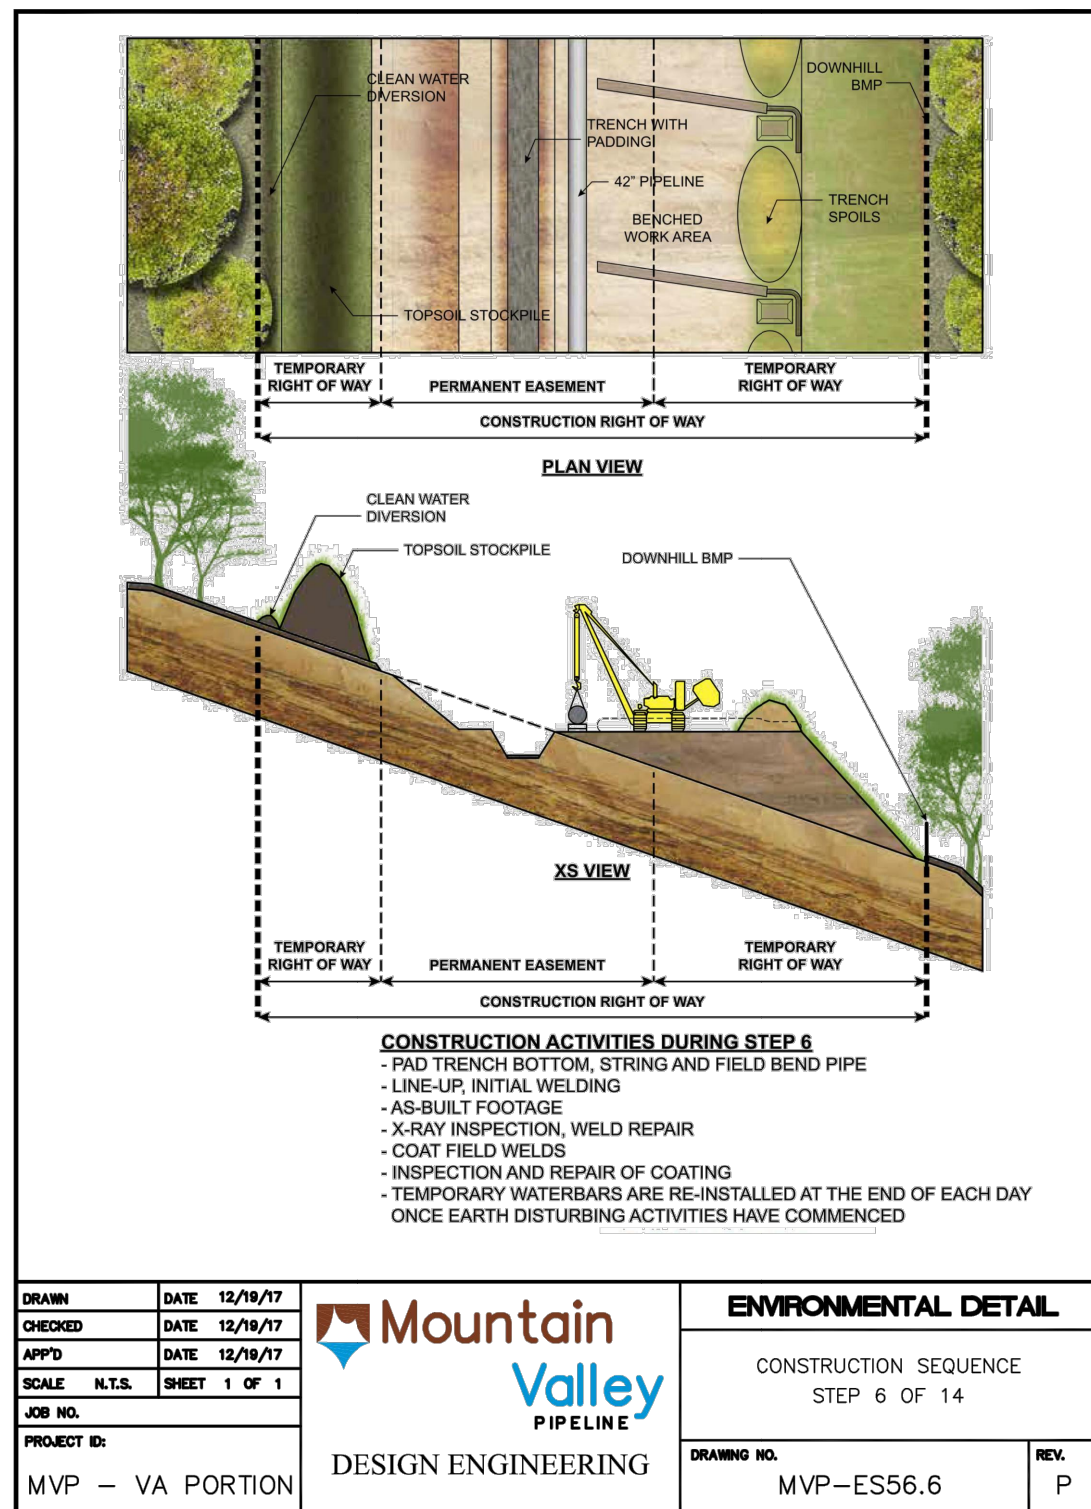 CLEAN WATER
DIVERSION
DOWNHILL
BMP
TRENCH WITH
PADDING
42" PIPELINE
TRENCH
SPOILS
BENCHED
WORK AREA
TOPSOIL STOCKPILE
TEMPORARY
RIGHT OF WAY
PERMANENT EASEMENT
TEMPORARY
RIGHT OF WAY
CONSTRUCTION RIGHT OF WAY
PLAN VIEW
CLEAN WATER
DIVERSION
TOPSOIL STOCKPILE
DOWNHILL BMP
XS VIEW
TEMPORARY
RIGHT OF WAY
PERMANENT EASEMENT
TEMPORARY
RIGHT OF WAY
CONSTRUCTION RIGHT OF WAY
CONSTRUCTION ACTIVITIES DURING STEP 6
- PAD TRENCH BOTTOM, STRING AND FIELD BEND PIPE
- LINE-UP, INITIAL WELDING
- AS-BUILT FOOTAGE
- X-RAY INSPECTION, WELD REPAIR
- COAT FIELD WELDS
- INSPECTION AND REPAIR OF COATING
- TEMPORARY WATERBARS ARE RE-INSTALLED AT THE END OF EACH DAY
ONCE EARTH DISTURBING ACTIVITIES HAVE COMMENCED
DRAWN DATE 12/19/17
CHECKED DATE 12/19/17
APP'D DATE 12/19/17
SCALE N.T.S. SHEET 1 OF 1
JOB NO.
PROJECT ID:
MVP - VA PORTION
Mountain
Valley
PIPELINE
DESIGN ENGINEERING
ENVIRONMENTAL DETAIL
CONSTRUCTION SEQUENCE
STEP 6 OF 14
DRAWING NO.
MVP-ES56.6
REV.
P